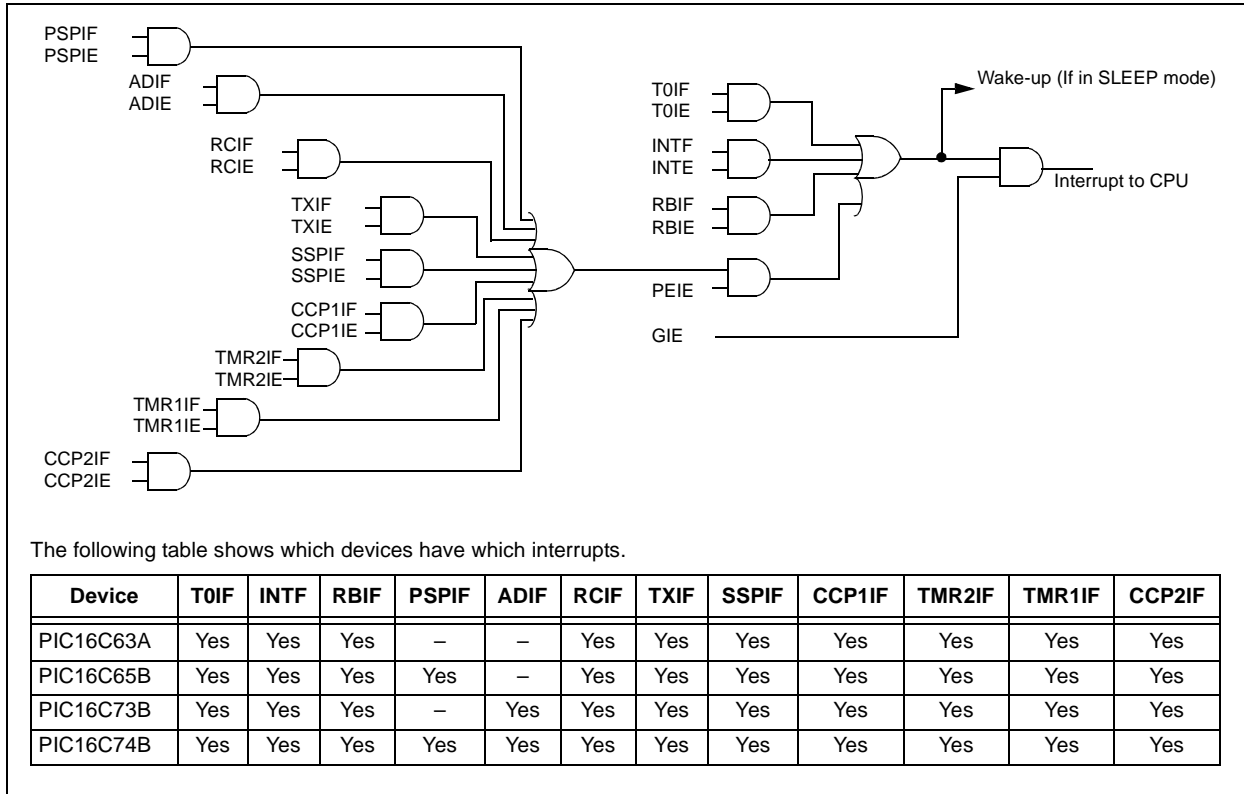 PSPIF
PSPIE
ADIF
ADIE
RCIF
RCIE
TXIF
TXIE
SSPIF
SSPIE
CCP1IF
CCP1IE
TMR2IF
TMR2IE
TMR1IF
TMR1IE
CCP2IF
CCP2IE
T0IF
T0IE
INTF
INTE
RBIF
RBIE
PEIE
GIE
Wake-up (If in SLEEP mode)
Interrupt to CPU
The following table shows which devices have which interrupts.
Device T0IF INTF RBIF PSPIF ADIF RCIF TXIF SSPIF CCP1IF TMR2IF TMR1IF CCP2IF
PIC16C63A Yes Yes Yes – – Yes Yes Yes Yes Yes Yes Yes
PIC16C65B Yes Yes Yes Yes – Yes Yes Yes Yes Yes Yes Yes
PIC16C73B Yes Yes Yes – Yes Yes Yes Yes Yes Yes Yes Yes
PIC16C74B Yes Yes Yes Yes Yes Yes Yes Yes Yes Yes Yes Yes